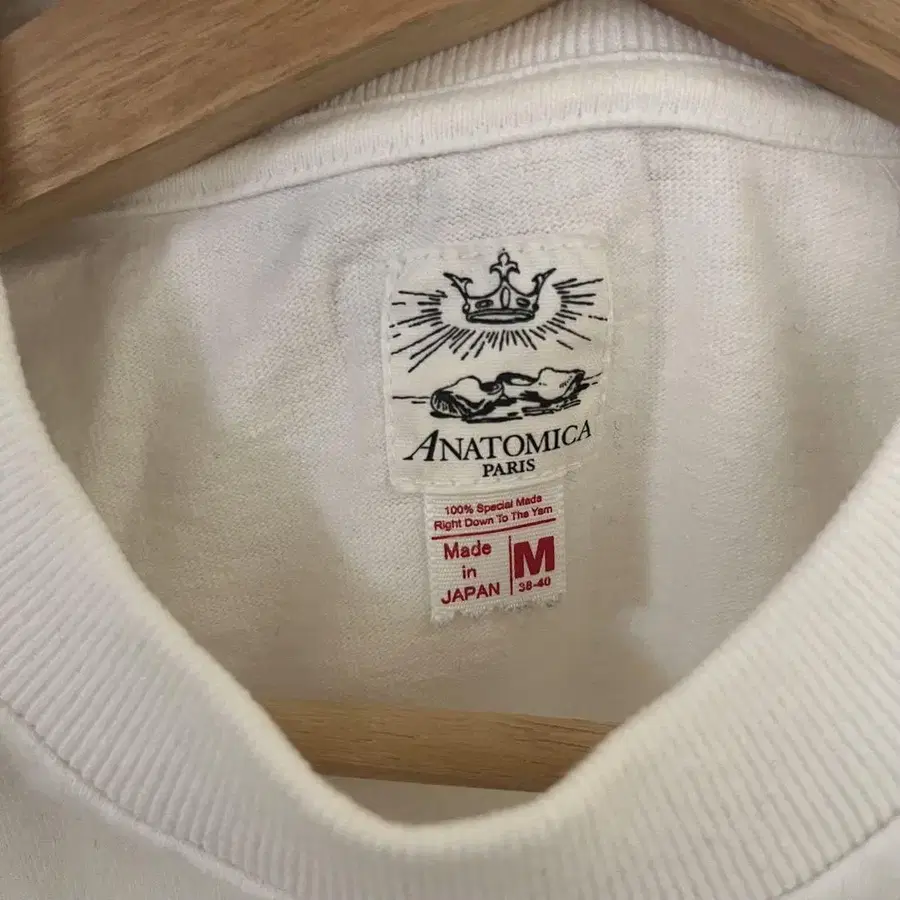 ANATOMICA
PARIS
100% Special Made
Right Down To The Yarn
Made
in
JAPAN
M
38-40